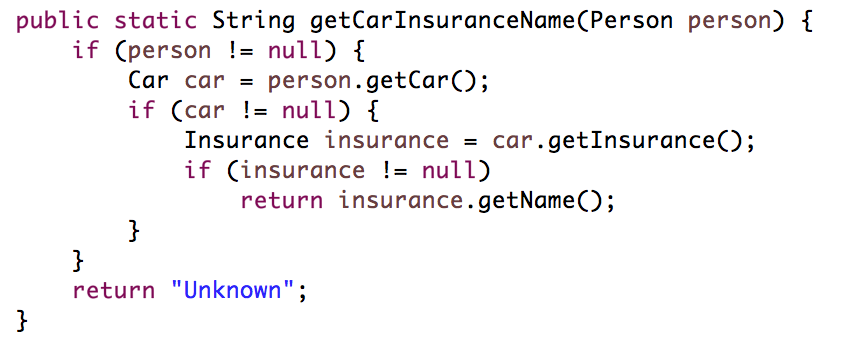 public static String getCarInsuranceName(Person person) {
    if (person != null) {
        Car car = person.getCar();
        if (car != null) {
            Insurance insurance = car.getInsurance();
            if (insurance != null)
                return insurance.getName();
        }
    }
    return "Unknown";
}